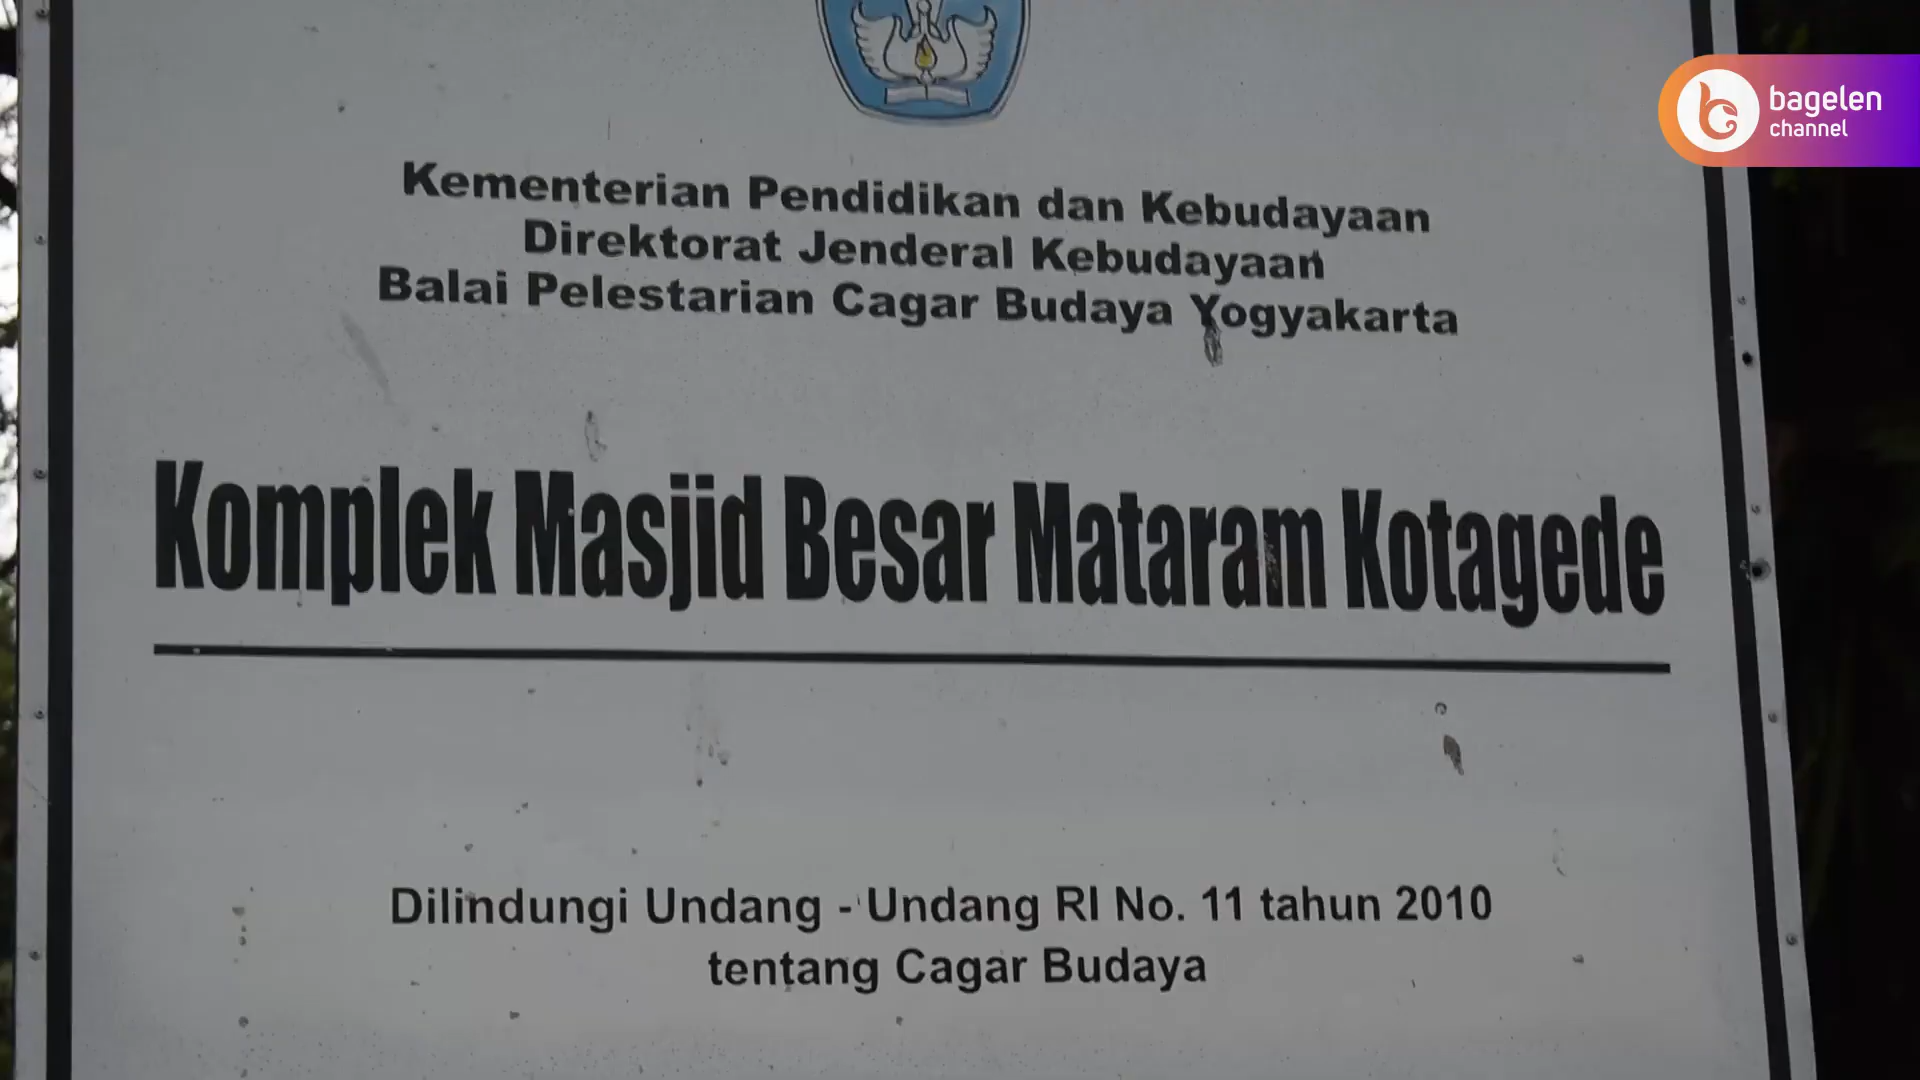 bagelen
channel
Kementerian Pendidikan dan Kebudayaan
Direktorat Jenderal Kebudayaan
Balai Pelestarian Cagar Budaya Yogyakarta
Komplek Masjid Besar Mataram Kotagede
Dilindungi Undang - Undang RI No. 11 tahun 2010
tentang Cagar Budaya